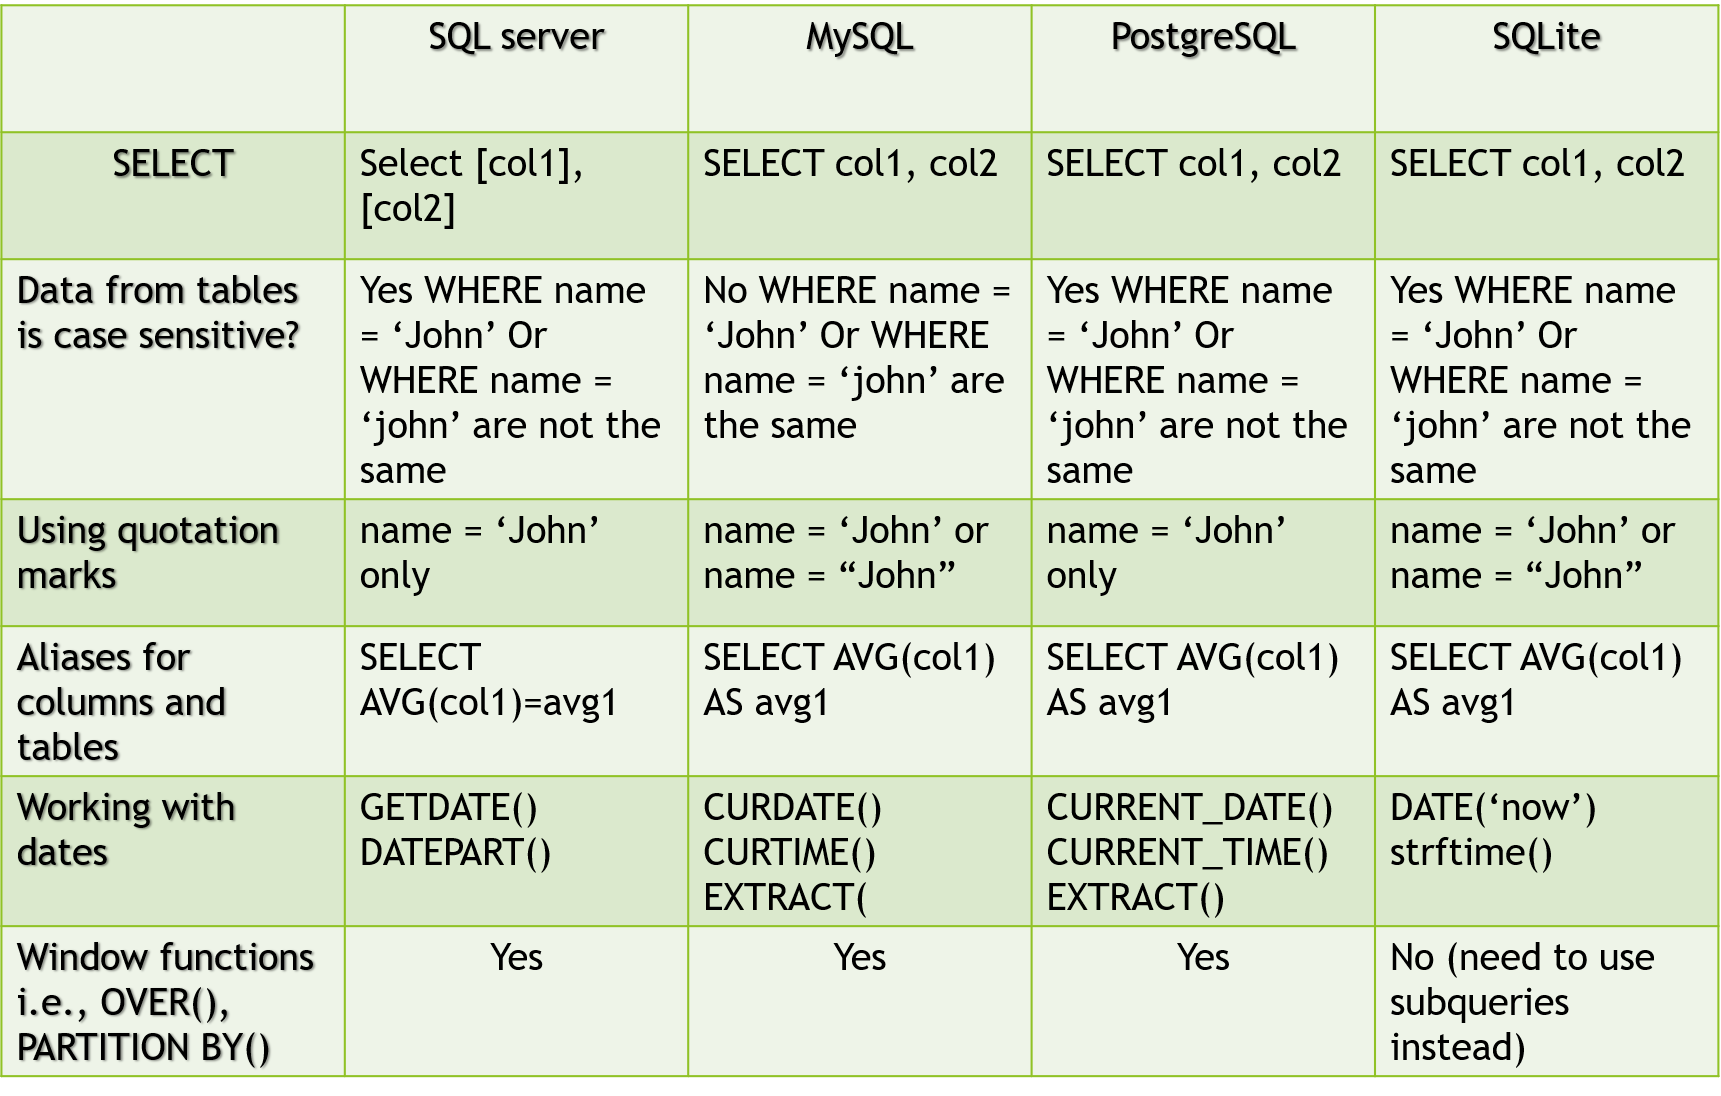 SQL server
MySQL
PostgreSQL
SQLite
SELECT
Select [col1],
[col2]
SELECT col1, col2
SELECT col1, col2
SELECT col1, col2
Data from tables
is case sensitive?
Yes WHERE name
= ‘John’ Or
WHERE name =
‘john’ are not the
same
No WHERE name =
‘John’ Or WHERE
name = ‘john’ are
the same
Yes WHERE name
= ‘John’ Or
WHERE name =
‘john’ are not the
same
Yes WHERE name
= ‘John’ Or
WHERE name =
‘john’ are not the
same
Using quotation
marks
name = ‘John’
only
name = ‘John’ or
name = “John”
name = ‘John’
only
name = ‘John’ or
name = “John”
Aliases for
columns and
tables
SELECT
AVG(col1)=avg1
SELECT AVG(col1)
AS avg1
SELECT AVG(col1)
AS avg1
SELECT AVG(col1)
AS avg1
Working with
dates
GETDATE()
DATEPART()
CURDATE()
CURTIME()
EXTRACT(
CURRENT_DATE()
CURRENT_TIME()
EXTRACT()
DATE(‘now’)
strftime()
Window functions
i.e., OVER(),
PARTITION BY()
Yes
Yes
Yes
No (need to use
subqueries
instead)